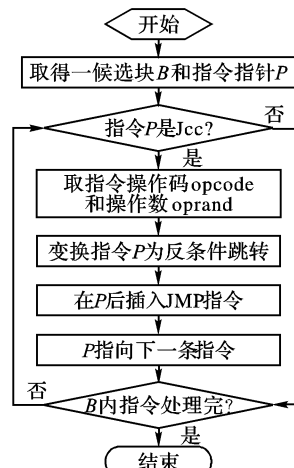 开始
取得一候选块B和指令指针P
指令P是Jcc?
否
是
取指令操作码opcode
和操作数oprand
变换指令P为反条件跳转
在P后插入JMP指令
P指向下一条指令
否
B内指令处理完?
是
结束